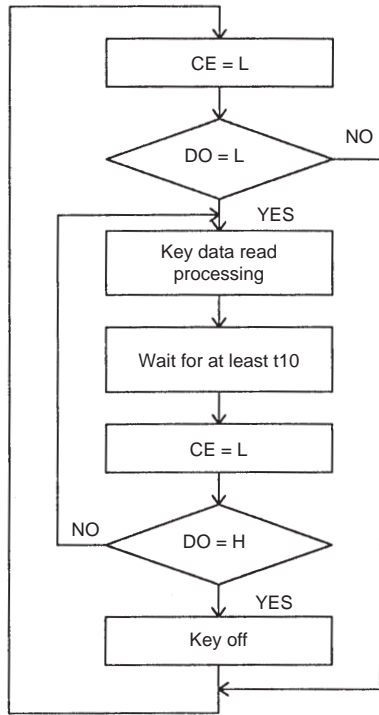 CE = L
DO = L
NO
YES
Key data read
processing
Wait for at least t10
CE = L
DO = H
NO
YES
Key off